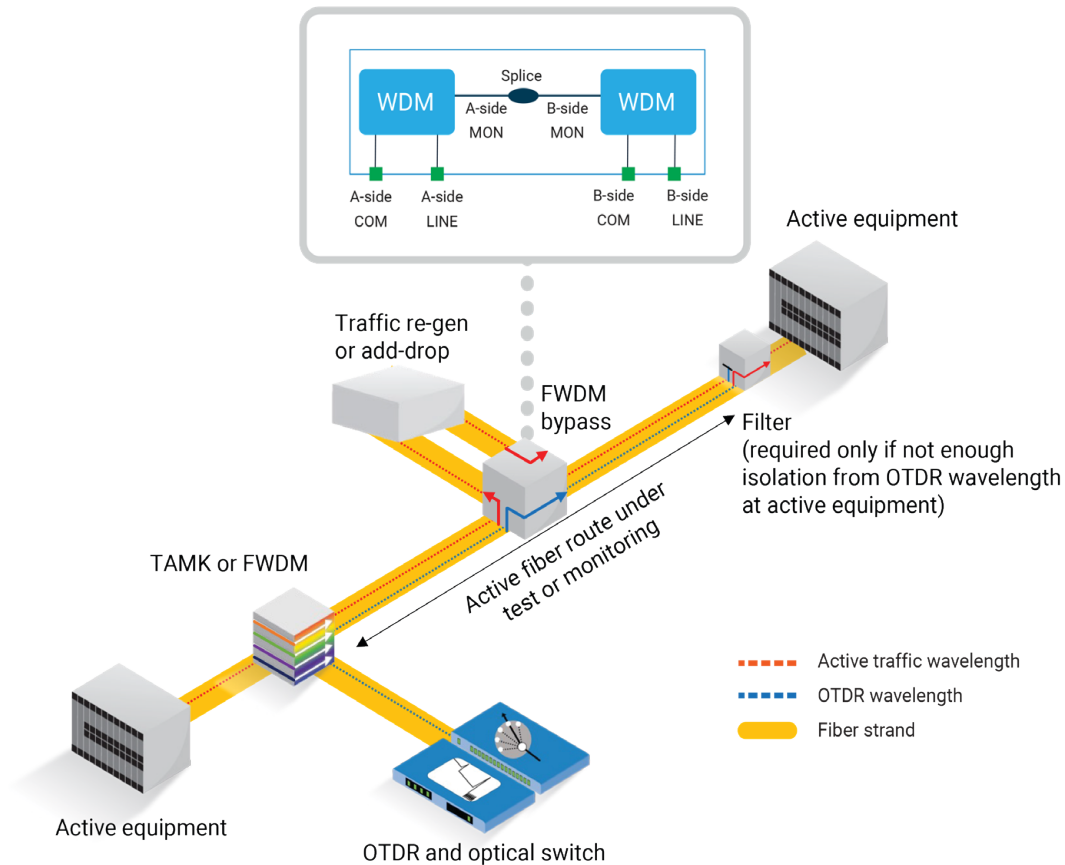 Splice
WDM
WDM
A-side
MON
B-side
MON
A-side
COM
A-side
LINE
B-side
COM
B-side
LINE
Active equipment
Traffic re-gen
or add-drop
FWDM
bypass
Filter
(required only if not enough
isolation from OTDR wavelength
at active equipment)
Active fiber route under
test or monitoring
TAMK or FWDM
Active traffic wavelength
OTDR wavelength
Fiber strand
Active equipment
OTDR and optical switch